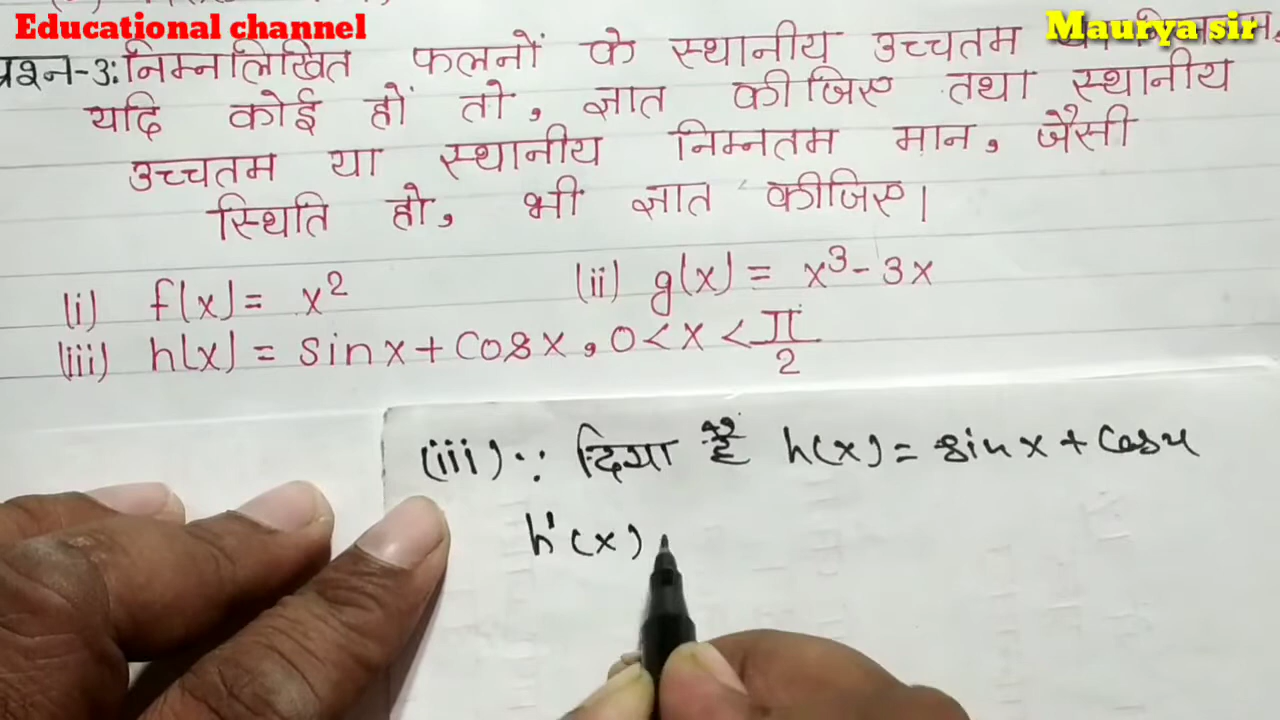 Educational channel
Maurya sir
प्रश्न-3: निम्नलिखित फलनों के स्थानीय उच्चतम
यदि कोई हों तो, ज्ञात कीजिए तथा स्थानीय
उच्चतम या स्थानीय निम्नतम मान, जैसी
स्थिति हो, भी ज्ञात कीजिए।
(i) f(x) = x² (ii) g(x) = x³ - 3x
(iii) h(x) = sin x + cos x, 0 < x < π/2
(iii) ∵ दिया है h(x) = sin x + cos x
h'(x)